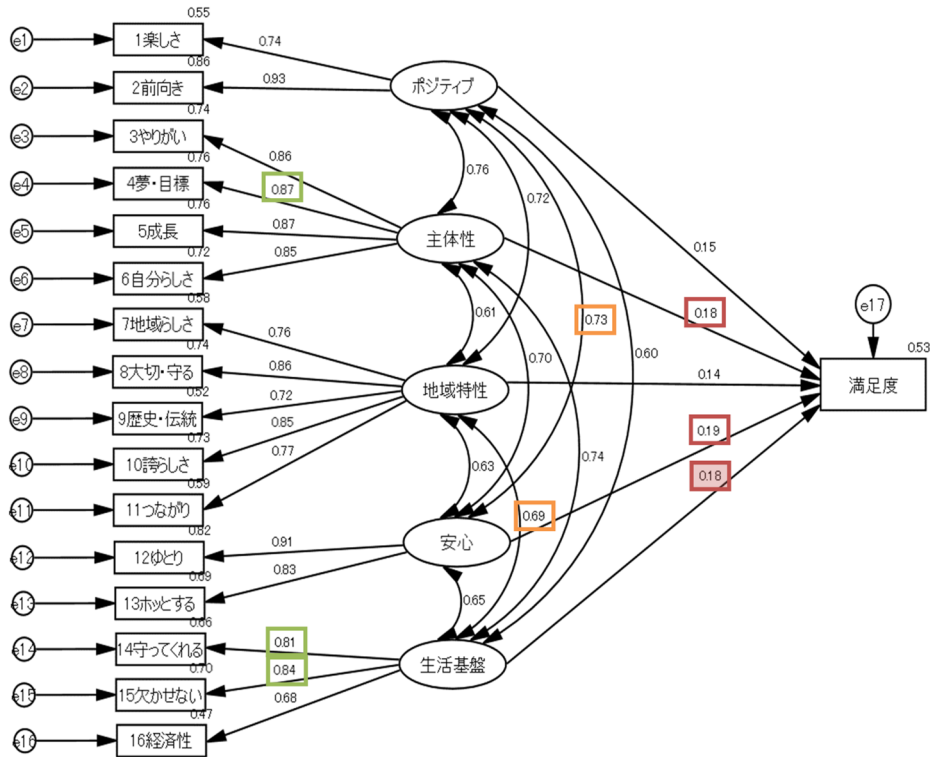 0.55
e1
1楽しさ
0.74
0.86
e2
2前向き
0.93
ポジティブ
0.74
e3
3やりがい
0.86
0.76
e4
4夢・目標
0.87
0.76
0.72
0.76
e5
5成長
0.87
主体性
0.72
e6
6自分らしさ
0.85
0.15
0.58
e7
7地域らしさ
0.76
0.61
0.73
0.18
e17
0.74
e8
8大切・守る
0.86
0.70
0.60
0.53
0.52
e9
9歴史・伝統
0.72
地域特性
0.14
満足度
0.73
e10
10誇らしさ
0.85
0.59
e11
11つながり
0.77
0.63
0.74
0.19
0.18
0.82
e12
12ゆとり
0.91
安心
0.69
0.69
e13
13ホッとする
0.83
0.66
e14
14守ってくれる
0.81
0.65
0.70
e15
15欠かせない
0.84
生活基盤
0.47
e16
16経済性
0.68